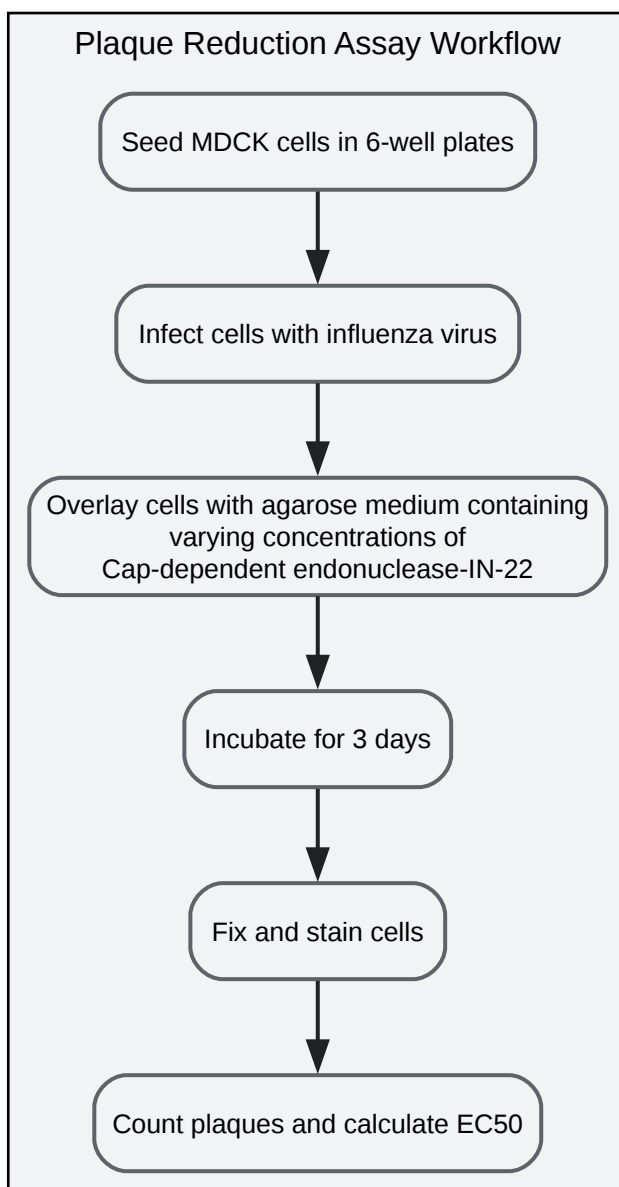 Plaque Reduction Assay Workflow
Seed MDCK cells in 6-well plates
Infect cells with influenza virus
Overlay cells with agarose medium containing
varying concentrations of
Cap-dependent endonuclease-IN-22
Incubate for 3 days
Fix and stain cells
Count plaques and calculate EC50